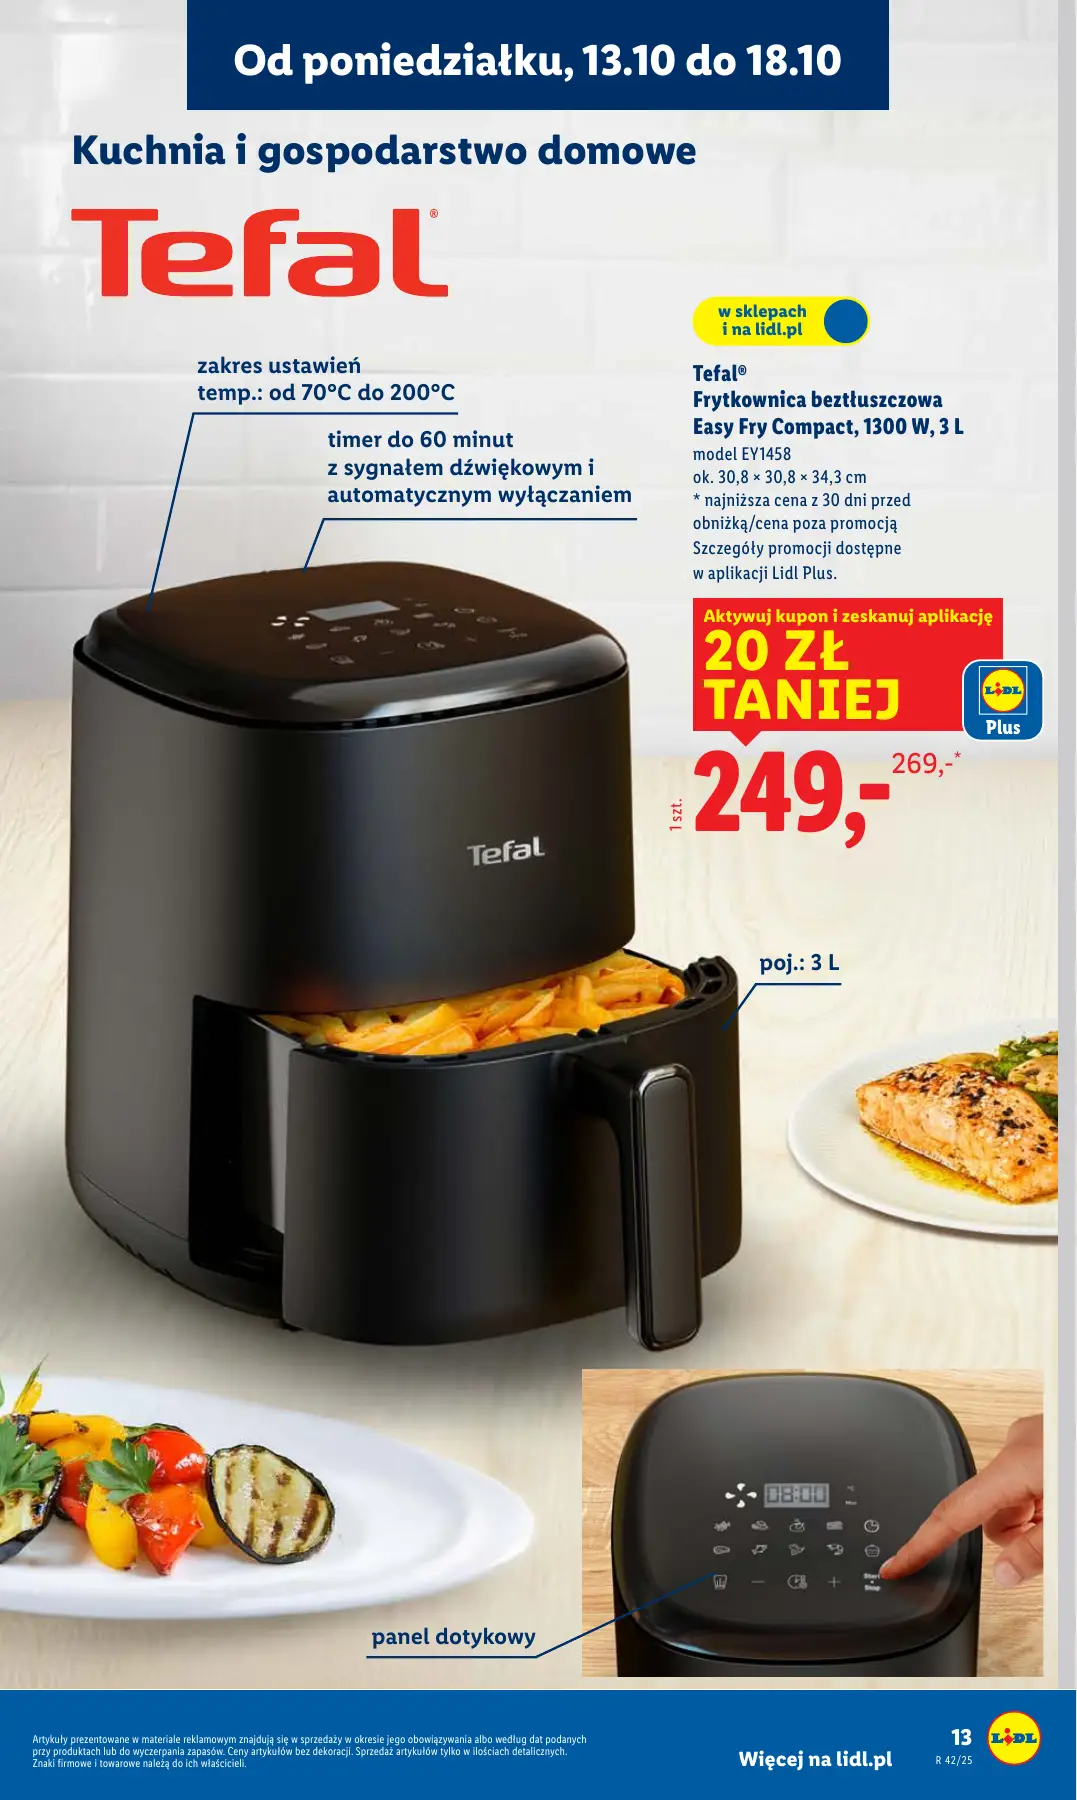 Od poniedziałku, 13.10 do 18.10
Kuchnia i gospodarstwo domowe
Tefal®
w sklepach
i na lidl.pl
zakres ustawień
temp.: od 70°C do 200°C
timer do 60 minut
z sygnałem dźwiękowym i
automatycznym wyłączaniem
Tefal®
Frytkownica beztłuszczowa
Easy Fry Compact, 1300 W, 3 L
model EY1458
ok. 30,8 × 30,8 × 34,3 cm
* najniższa cena z 30 dni przed
obniżką/cena poza promocją
Szczegóły promocji dostępne
w aplikacji Lidl Plus.
Aktywuj kupon i zeskanuj aplikację
20 ZŁ
TANIEJ
LIDL
Plus
1 szt.
249,-
269,-*
Tefal
poj.: 3 L
08:00
Start
Stop
panel dotykowy
Artykuły prezentowane w materiale reklamowym znajdują się w sprzedaży w okresie jego obowiązywania albo według dat podanych
przy produktach lub do wyczerpania zapasów. Ceny artykułów bez dekoracji. Sprzedaż artykułów tylko w ilościach detalicznych.
Znaki firmowe i towarowe należą do ich właścicieli.
Więcej na lidl.pl
13
R 42/25
LIDL